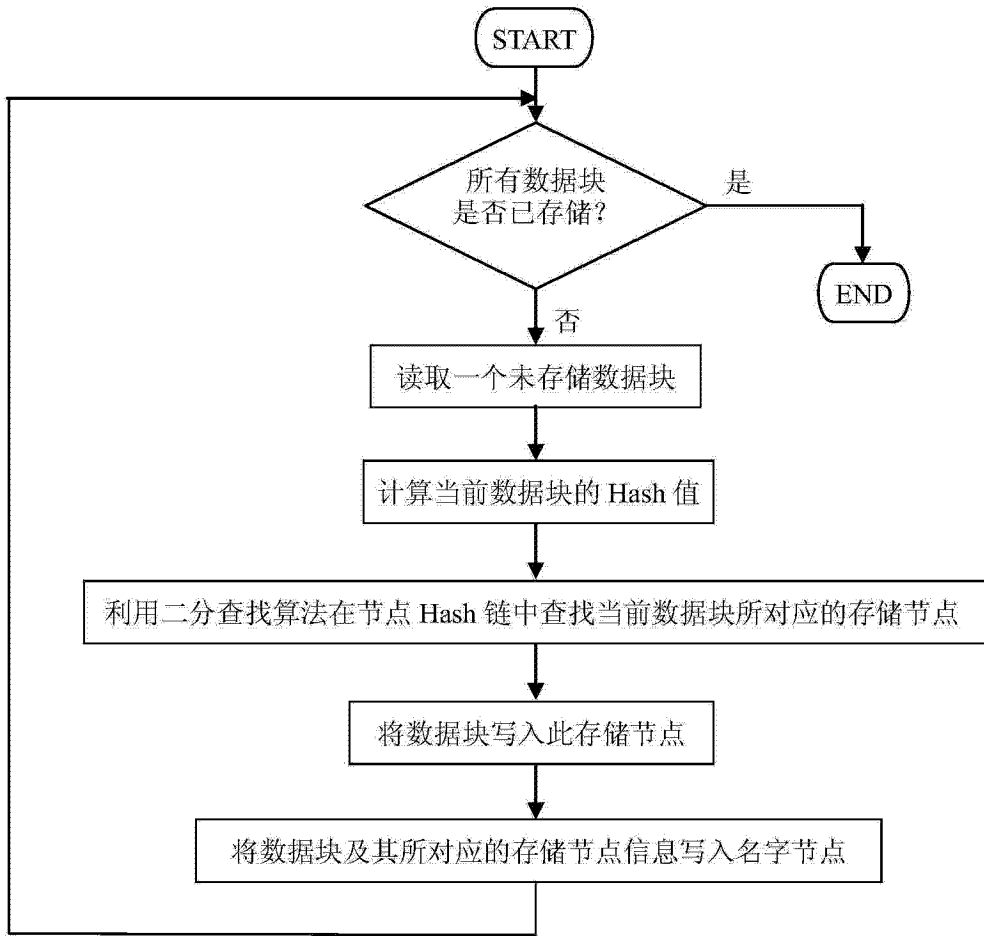 START
所有数据块
是否已存储？
是
END
否
读取一个未存储数据块
计算当前数据块的 Hash 值
利用二分查找算法在节点 Hash 链中查找当前数据块所对应的存储节点
将数据块写入此存储节点
将数据块及其所对应的存储节点信息写入名字节点